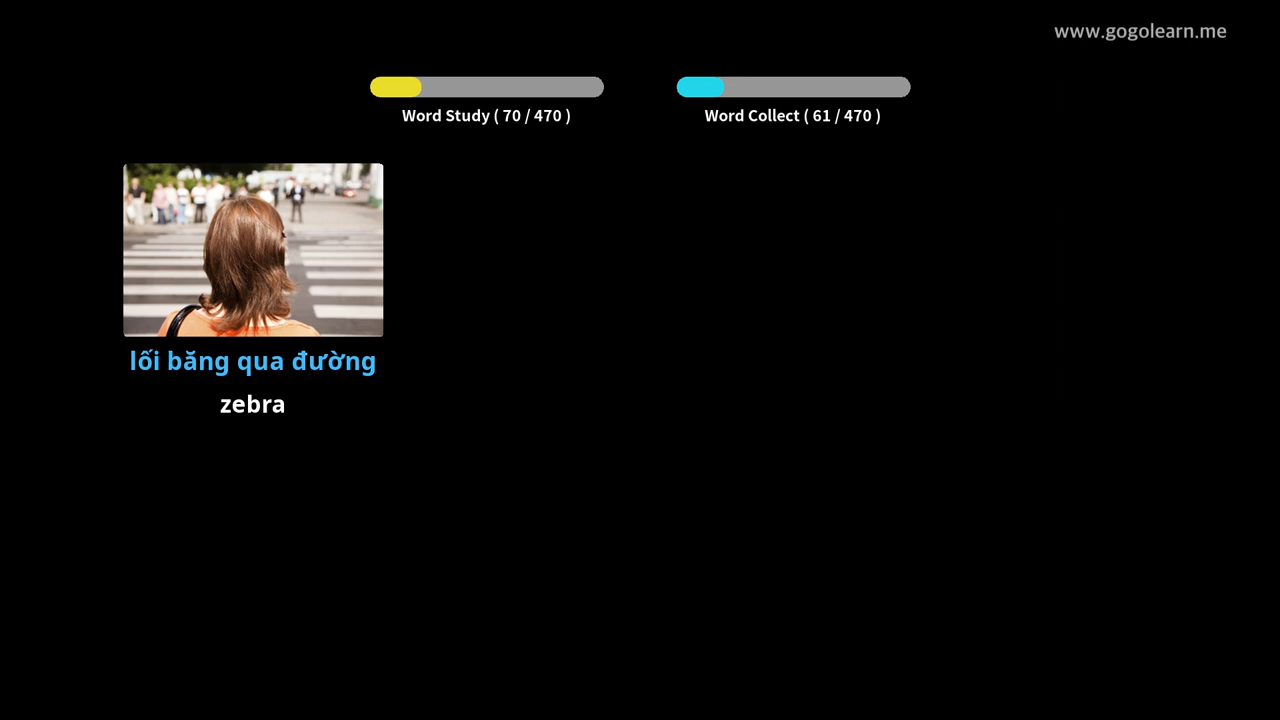 www.gogolearn.me
Word Study ( 70 / 470 )
Word Collect ( 61 / 470 )
lối băng qua đường
zebra